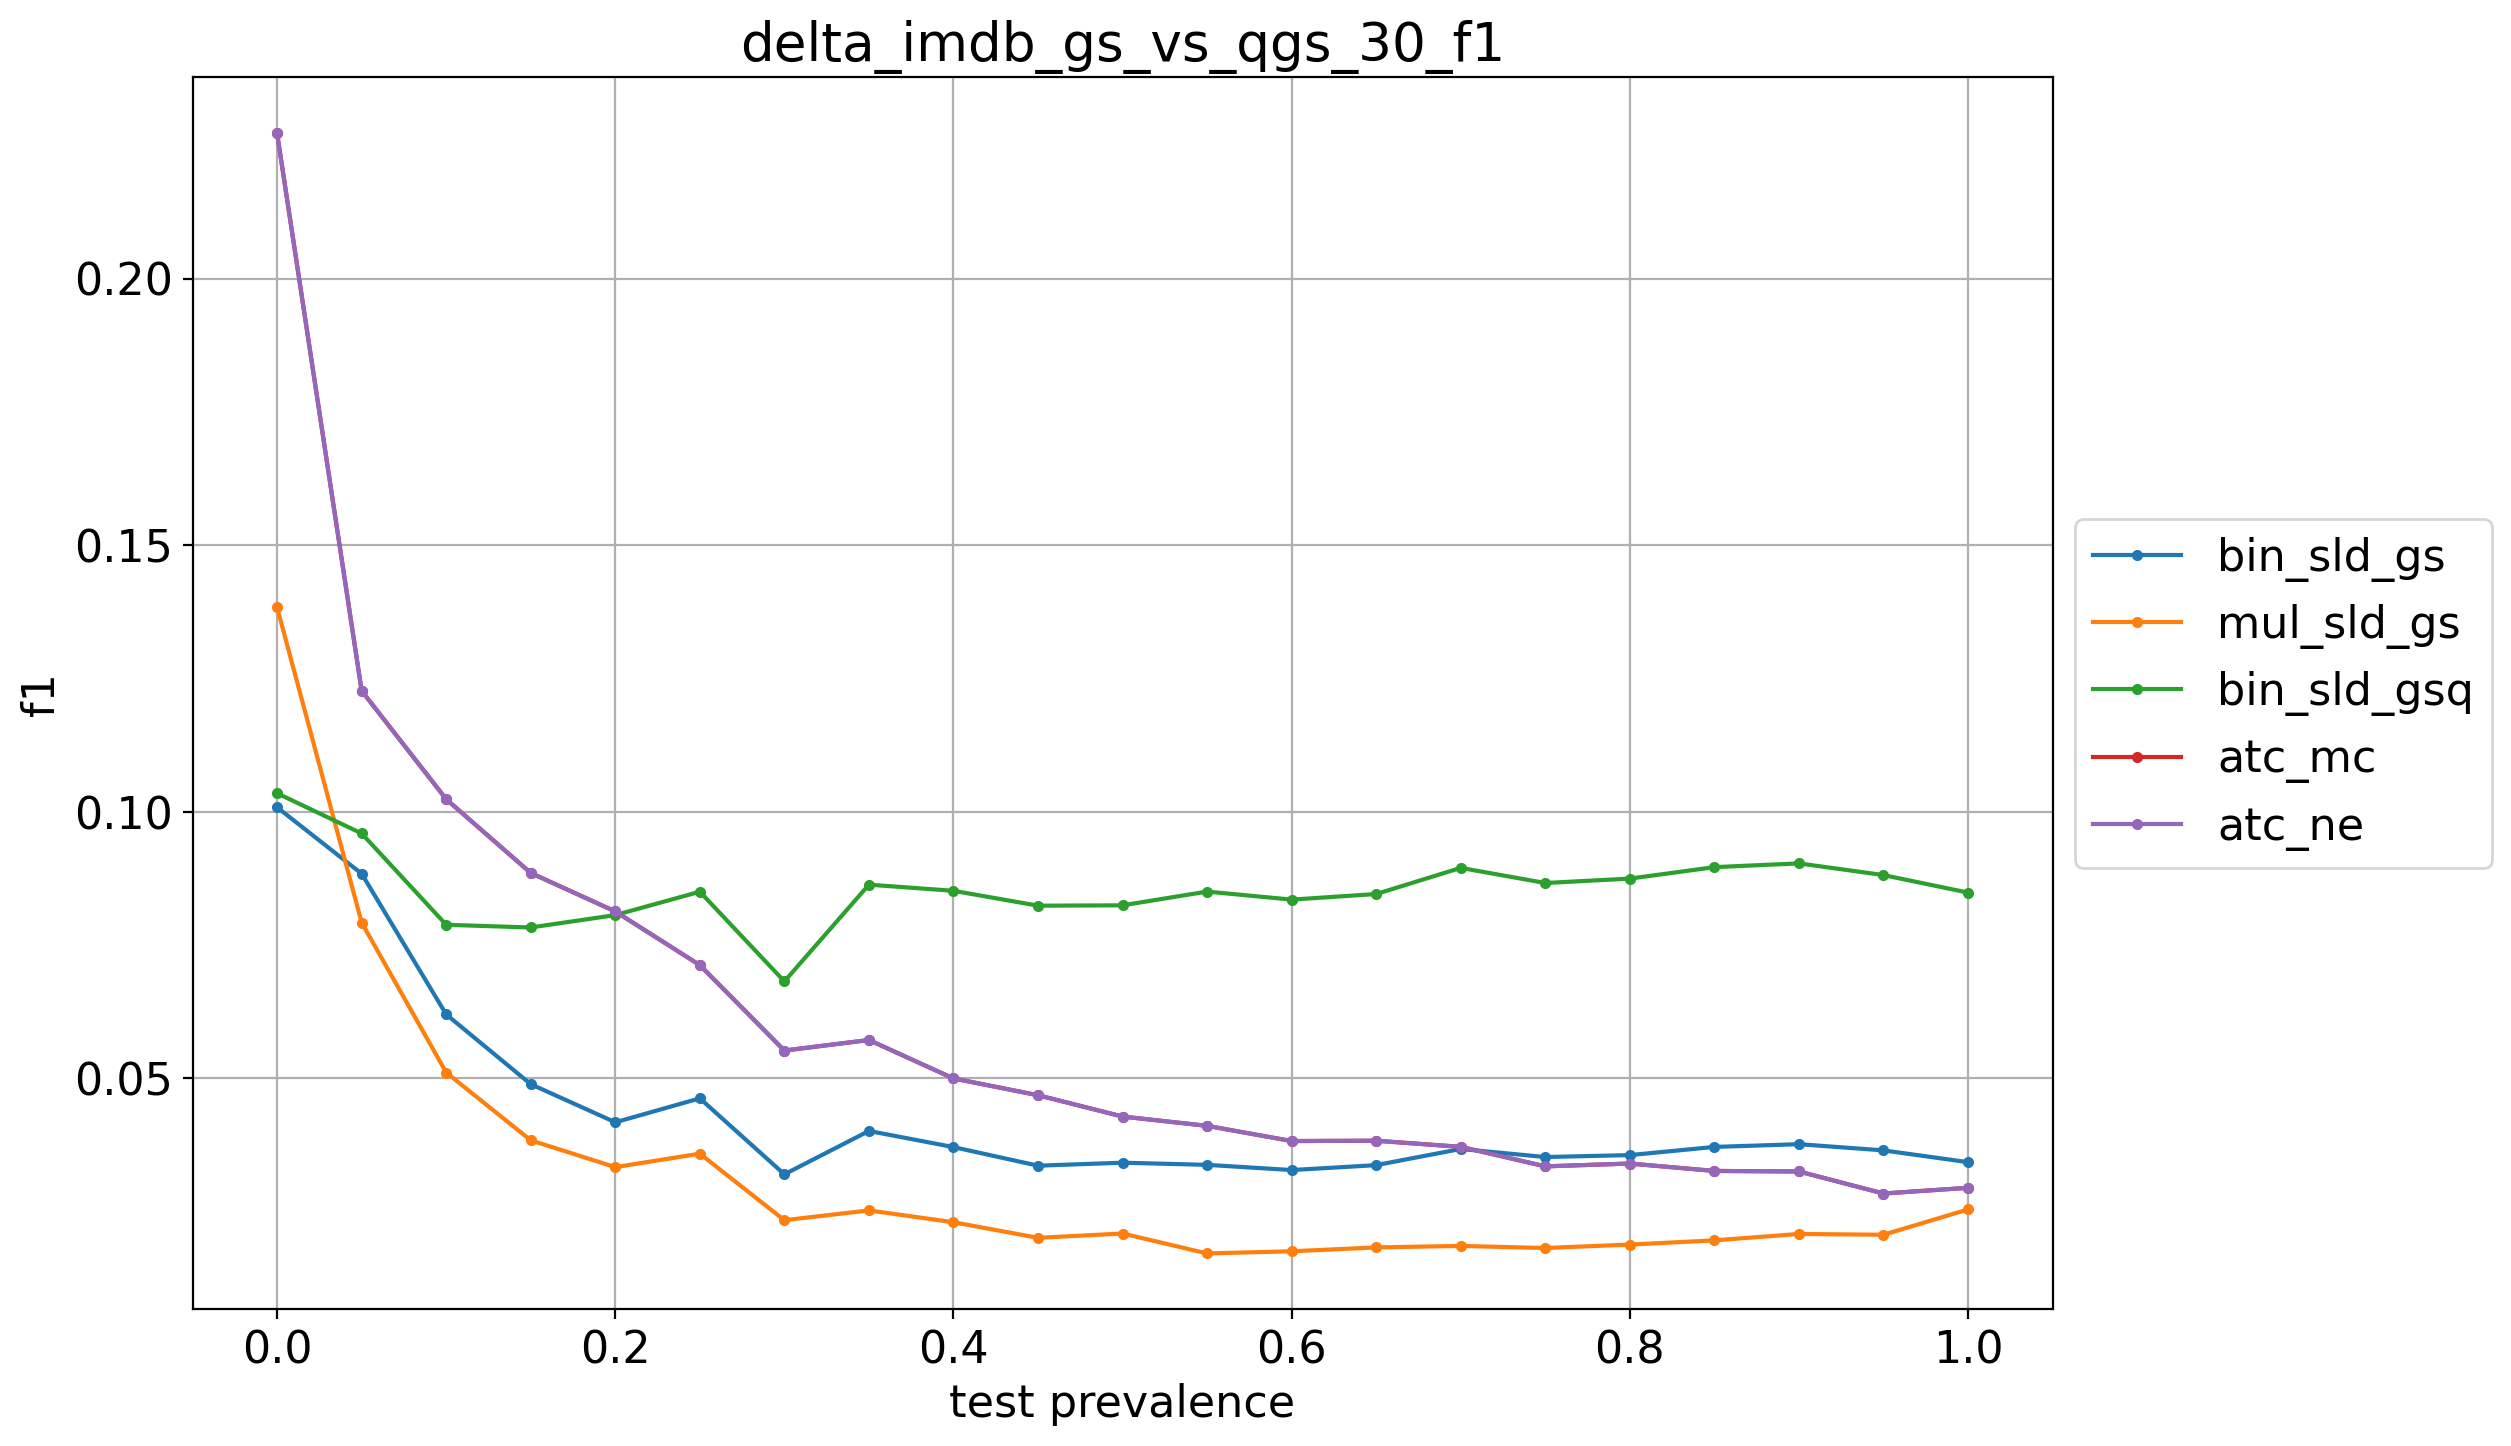 delta_imdb_gs_vs_qgs_30_f1
0.20
0.15
0.10
0.05
f1
0.0 0.2 0.4 0.6 0.8 1.0
test prevalence
bin_sld_gs
mul_sld_gs
bin_sld_gsq
atc_mc
atc_ne